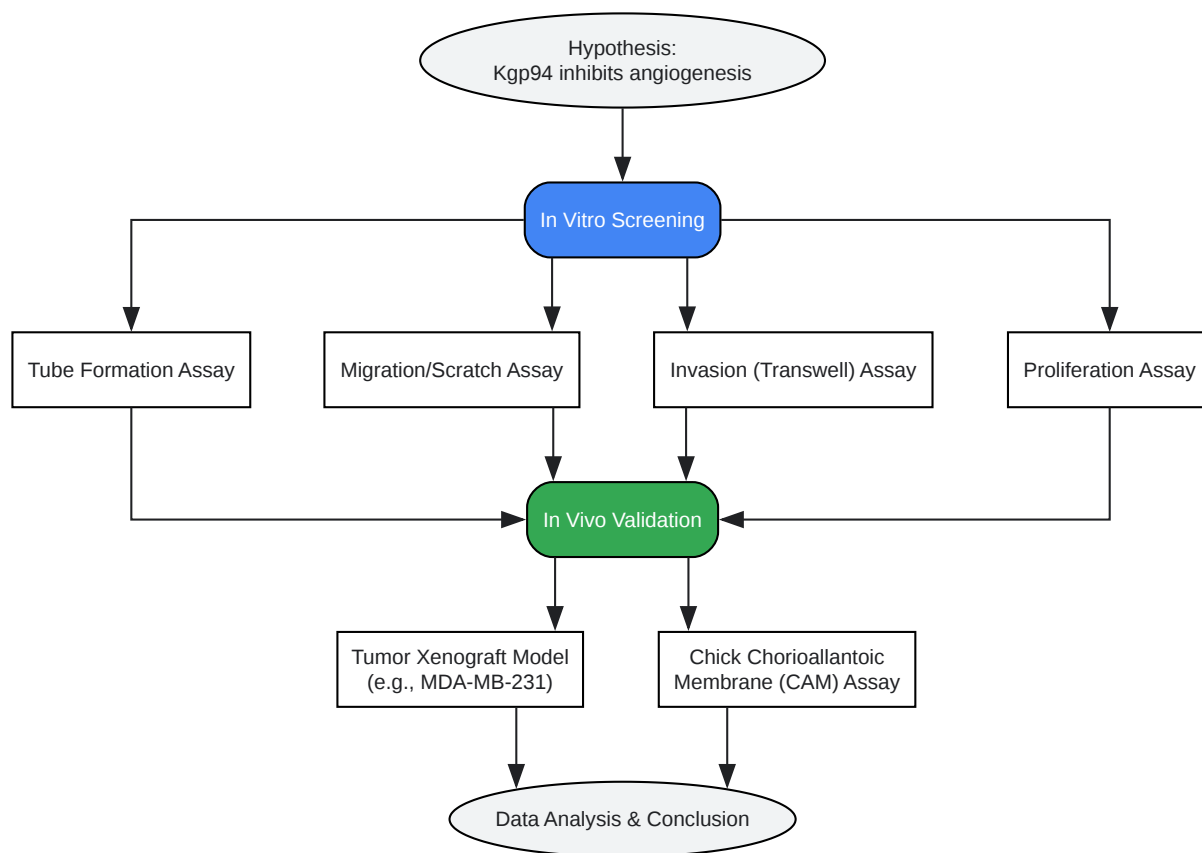 Hypothesis:
Kgp94 inhibits angiogenesis
In Vitro Screening
Tube Formation Assay
Migration/Scratch Assay
Invasion (Transwell) Assay
Proliferation Assay
In Vivo Validation
Tumor Xenograft Model
(e.g., MDA-MB-231)
Chick Chorioallantoic
Membrane (CAM) Assay
Data Analysis & Conclusion